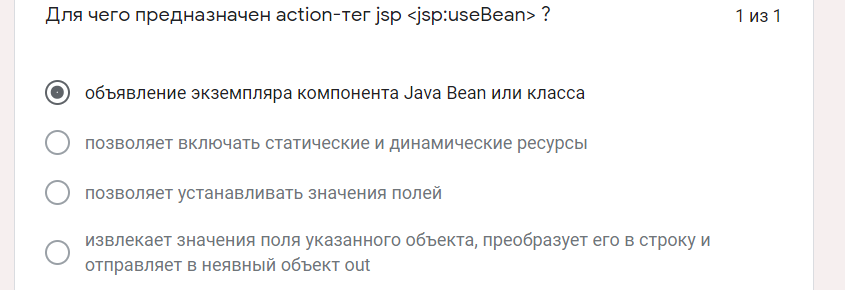 Для чего предназначен action-тег jsp <jsp:useBean> ?
1 из 1
объявление экземпляра компонента Java Bean или класса
позволяет включать статические и динамические ресурсы
позволяет устанавливать значения полей
извлекает значения поля указанного объекта, преобразует его в строку и
отправляет в неявный объект out